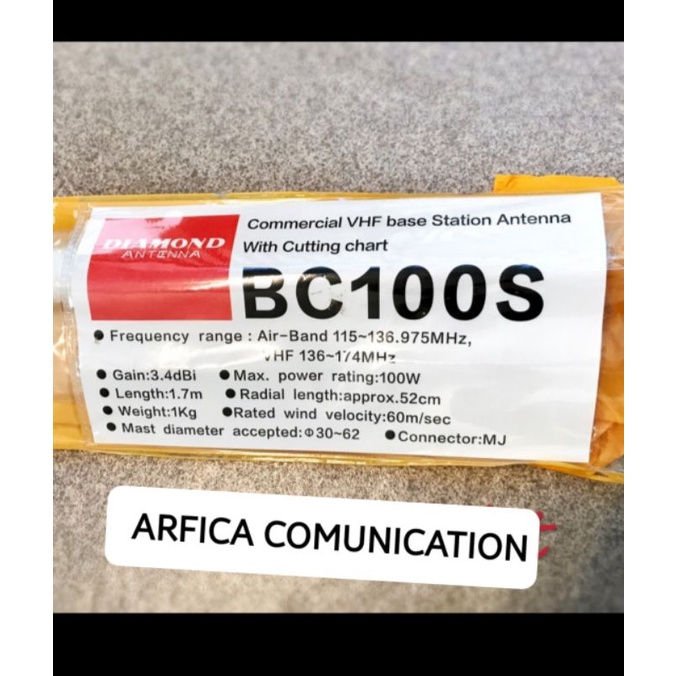 Commercial VHF base Station Antenna
DIAMOND
ANTENNA
With Cutting chart
BC100S
● Frequency range : Air-Band 115~136.975MHz,
VHF 136~174MHz
● Gain:3.4dBi ●Max. power rating:100W
● Length:1.7m ●Radial length:approx.52cm
● Weight:1Kg ●Rated wind velocity:60m/sec
● Mast diameter accepted:Φ30~62 ●Connector:MJ
ARFICA COMUNICATION